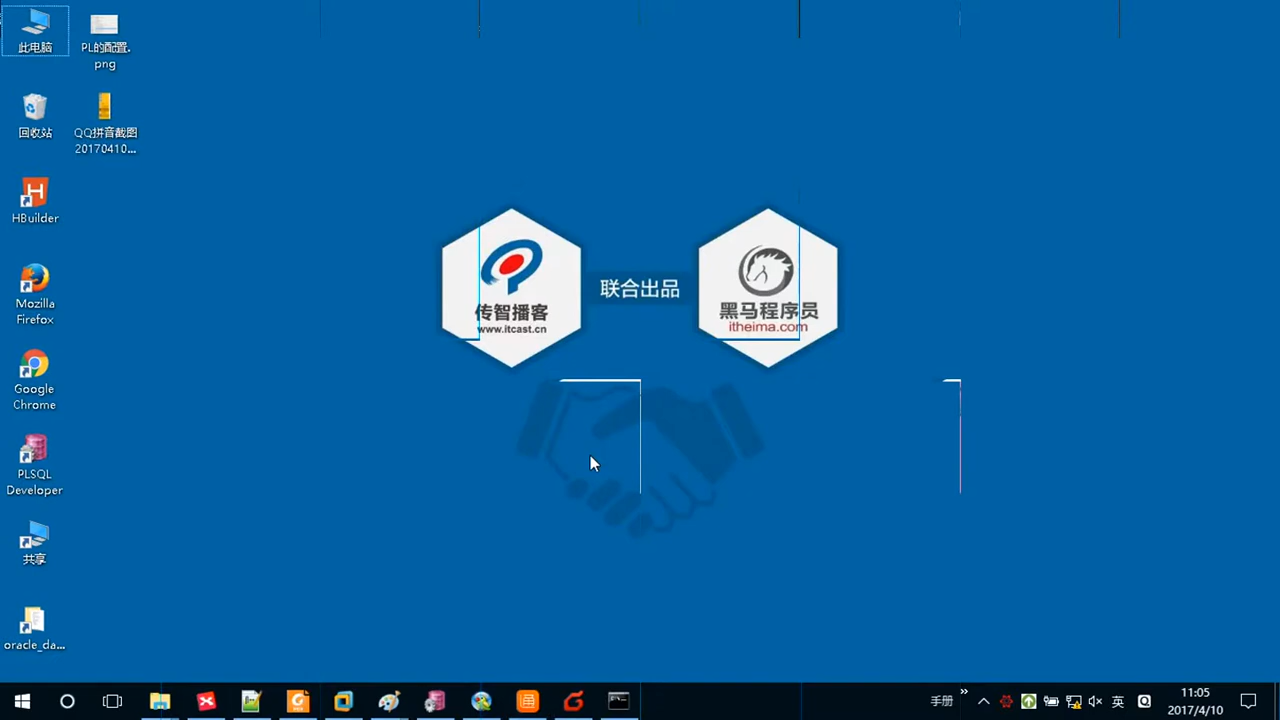 此电脑
PL的配置.
png
回收站
QQ拼音截图
20170410...
HBuilder
Mozilla
Firefox
Google
Chrome
PLSQL
Developer
共享
oracle_da...
传智播客
www.itcast.cn
联合出品
黑马程序员
itheima.com
手册
英
11:05
2017/4/10